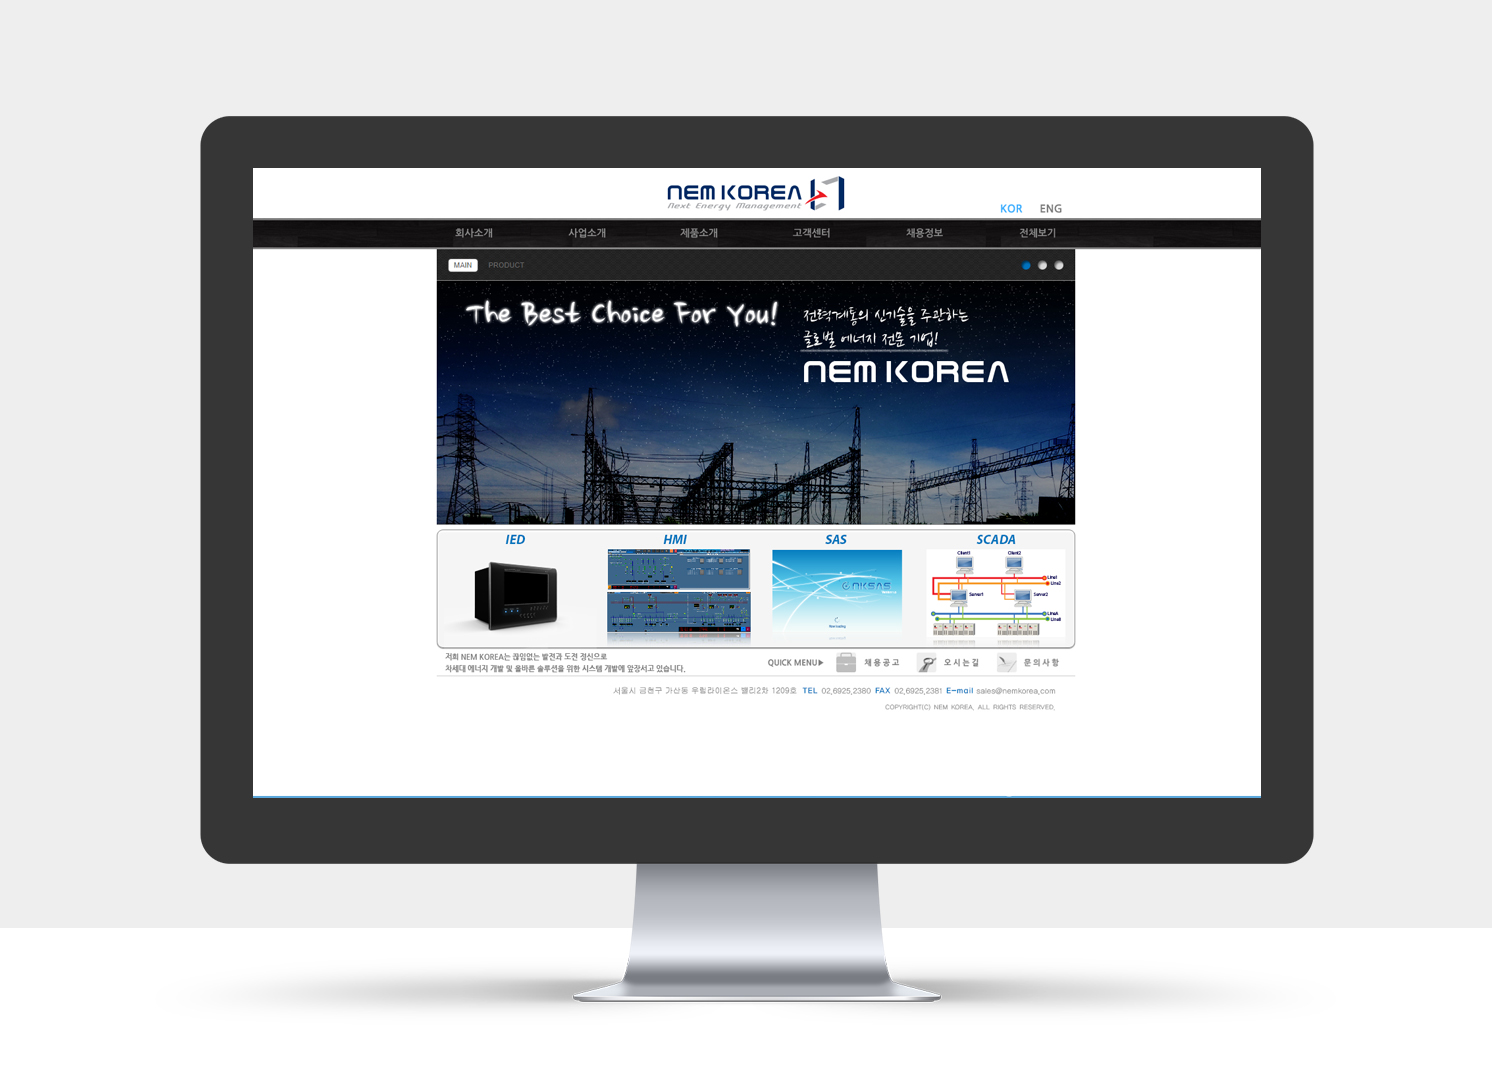 NEM KOREA
Next Energy Management
KOR ENG
회사소개 사업소개 제품소개 고객센터 채용정보 전체보기
MAIN PRODUCT
The Best Choice For You!
전력계통의 신기술을 주관하는
글로벌 에너지 전문 기업!
NEM KOREA
IED HMI SAS SCADA
Client1 Client2
Line1
Line2
Server1 Server2
LineA
LineB
NKSAS
저희 NEM KOREA는 끊임없는 발전과 도전 정신으로
차세대 에너지 개발 및 올바른 솔루션을 위한 시스템 개발에 앞장서고 있습니다.
QUICK MENU▶ 채용공고 오시는길 문의사항
서울시 금천구 가산동 우림라이온스 밸리2차 1209호 TEL 02.6925.2380 FAX 02.6925.2381 E-mail sales@nemkorea.com
COPYRIGHT(C) NEM KOREA. ALL RIGHTS RESERVED.